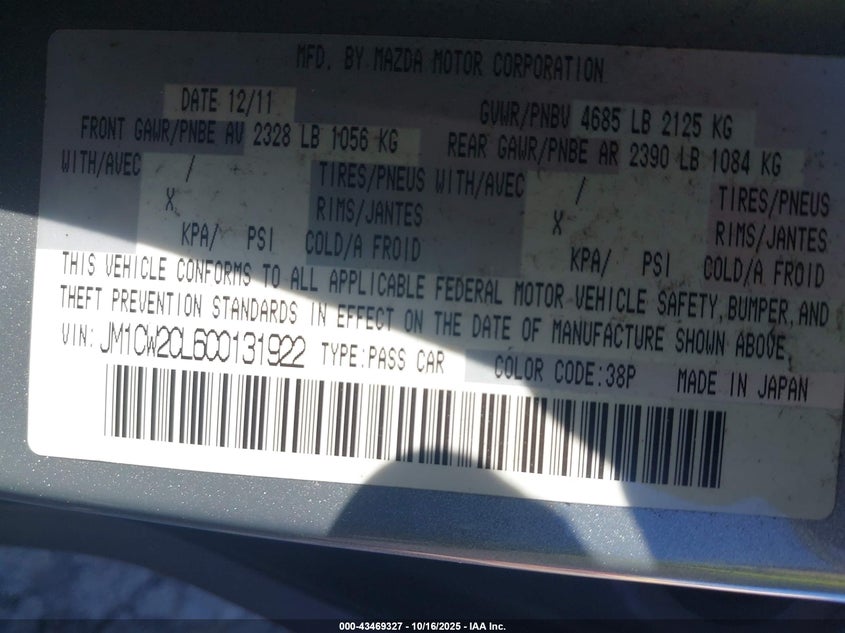 MFD. BY MAZDA MOTOR CORPORATION
DATE 12/11 GVWR/PNBV 4685 LB 2125 KG
FRONT GAWR/PNBE AV 2328 LB 1056 KG REAR GAWR/PNBE AR 2390 LB 1084 KG
WITH/AVEC / TIRES/PNEUS WITH/AVEC / TIRES/PNEUS
X RIMS/JANTES X RIMS/JANTES
KPA/ PSI COLD/A FROID KPA/ PSI COLD/A FROID
THIS VEHICLE CONFORMS TO ALL APPLICABLE FEDERAL MOTOR VEHICLE SAFETY, BUMPER, AND
THEFT PREVENTION STANDARDS IN EFFECT ON THE DATE OF MANUFACTURE SHOWN ABOVE.
VIN: JM1CW2CL6C0131922 TYPE: PASS CAR COLOR CODE: 38P MADE IN JAPAN
000-43469327 - 10/16/2025 - IAA Inc.